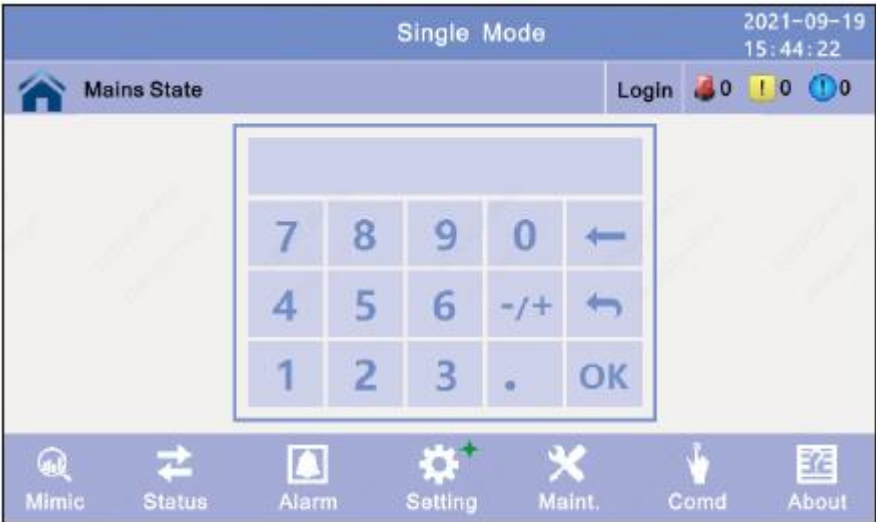 Single Mode
2021-09-19
15:44:22
Mains State
Login 0 ! 0 ! 0
7 8 9 0
4 5 6 -/+
1 2 3 . OK
Mimic Status Alarm Setting Maint. Comd About